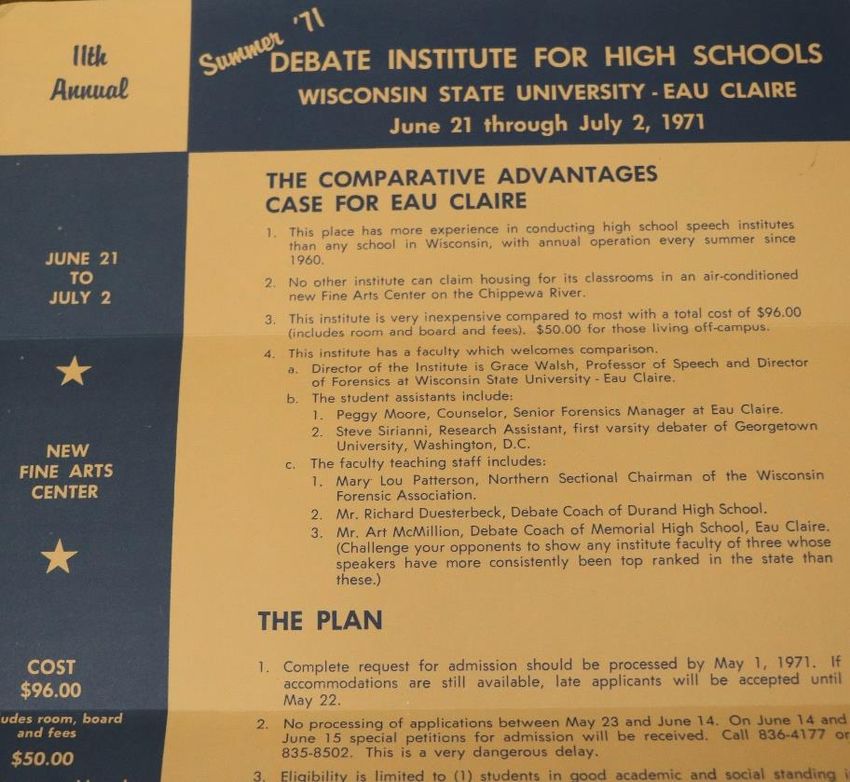 11th
Annual
Summer '71
DEBATE INSTITUTE FOR HIGH SCHOOLS
WISCONSIN STATE UNIVERSITY - EAU CLAIRE
June 21 through July 2, 1971
JUNE 21
TO
JULY 2
NEW
FINE ARTS
CENTER
COST
$96.00
udes room, board
and fees
$50.00
THE COMPARATIVE ADVANTAGES
CASE FOR EAU CLAIRE
1. This place has more experience in conducting high school speech institutes
than any school in Wisconsin, with annual operation every summer since
1960.
2. No other institute can claim housing for its classrooms in an air-conditioned
new Fine Arts Center on the Chippewa River.
3. This institute is very inexpensive compared to most with a total cost of $96.00
(includes room and board and fees). $50.00 for those living off-campus.
4. This institute has a faculty which welcomes comparison.
a. Director of the Institute is Grace Walsh, Professor of Speech and Director
of Forensics at Wisconsin State University - Eau Claire.
b. The student assistants include:
1. Peggy Moore, Counselor, Senior Forensics Manager at Eau Claire.
2. Steve Sirianni, Research Assistant, first varsity debater of Georgetown
University, Washington, D.C.
c. The faculty teaching staff includes:
1. Mary Lou Patterson, Northern Sectional Chairman of the Wisconsin
Forensic Association.
2. Mr. Richard Duesterbeck, Debate Coach of Durand High School.
3. Mr. Art McMillion, Debate Coach of Memorial High School, Eau Claire.
(Challenge your opponents to show any institute faculty of three whose
speakers have more consistently been top ranked in the state than
these.)
THE PLAN
1. Complete request for admission should be processed by May 1, 1971. If
accommodations are still available, late applicants will be accepted until
May 22.
2. No processing of applications between May 23 and June 14. On June 14 and
June 15 special petitions for admission will be received. Call 836-4177 or
835-8502. This is a very dangerous delay.
3. Eligibility is limited to (1) students in good academic and social standing i